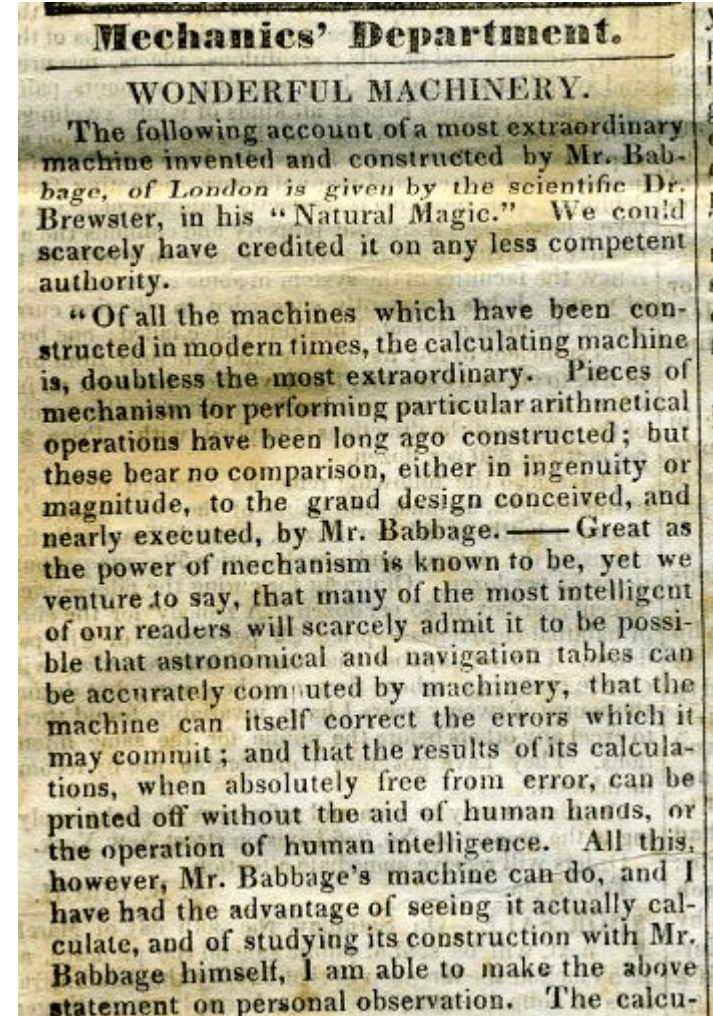 Mechanics' Department.
WONDERFUL MACHINERY.
The following account of a most extraordinary
machine invented and constructed by Mr. Bab-
bage, of London is given by the scientific Dr.
Brewster, in his "Natural Magic." We could
scarcely have credited it on any less competent
authority.
"Of all the machines which have been con-
structed in modern times, the calculating machine
is, doubtless the most extraordinary. Pieces of
mechanism for performing particular arithmetical
operations have been long ago constructed; but
these bear no comparison, either in ingenuity or
magnitude, to the grand design conceived, and
nearly executed, by Mr. Babbage.—— Great as
the power of mechanism is known to be, yet we
venture to say, that many of the most intelligent
of our readers will scarcely admit it to be possi-
ble that astronomical and navigation tables can
be accurately computed by machinery, that the
machine can itself correct the errors which it
may commit; and that the results of its calcula-
tions, when absolutely free from error, can be
printed off without the aid of human hands, or
the operation of human intelligence. All this,
however, Mr. Babbage's machine can do, and I
have had the advantage of seeing it actually cal-
culate, and of studying its construction with Mr.
Babbage himself, I am able to make the above
statement on personal observation. The calcu-